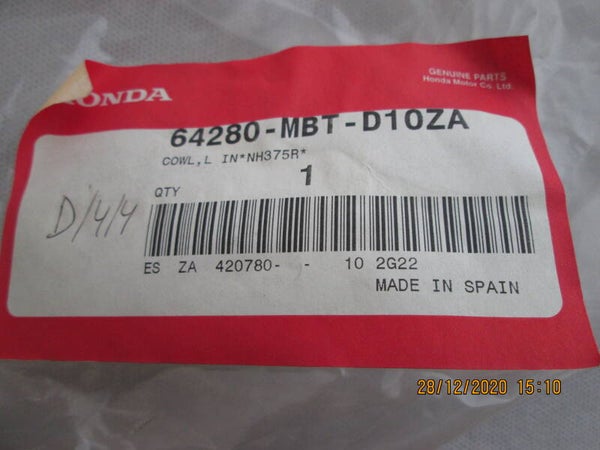 GENUINE PARTS
Honda Motor Co., Ltd.
HONDA
64280-MBT-D10ZA
COWL,L IN*NH375R*
QTY 1
D/4/4
ES ZA 420780- - 10 2G22
MADE IN SPAIN
28/12/2020 15:10